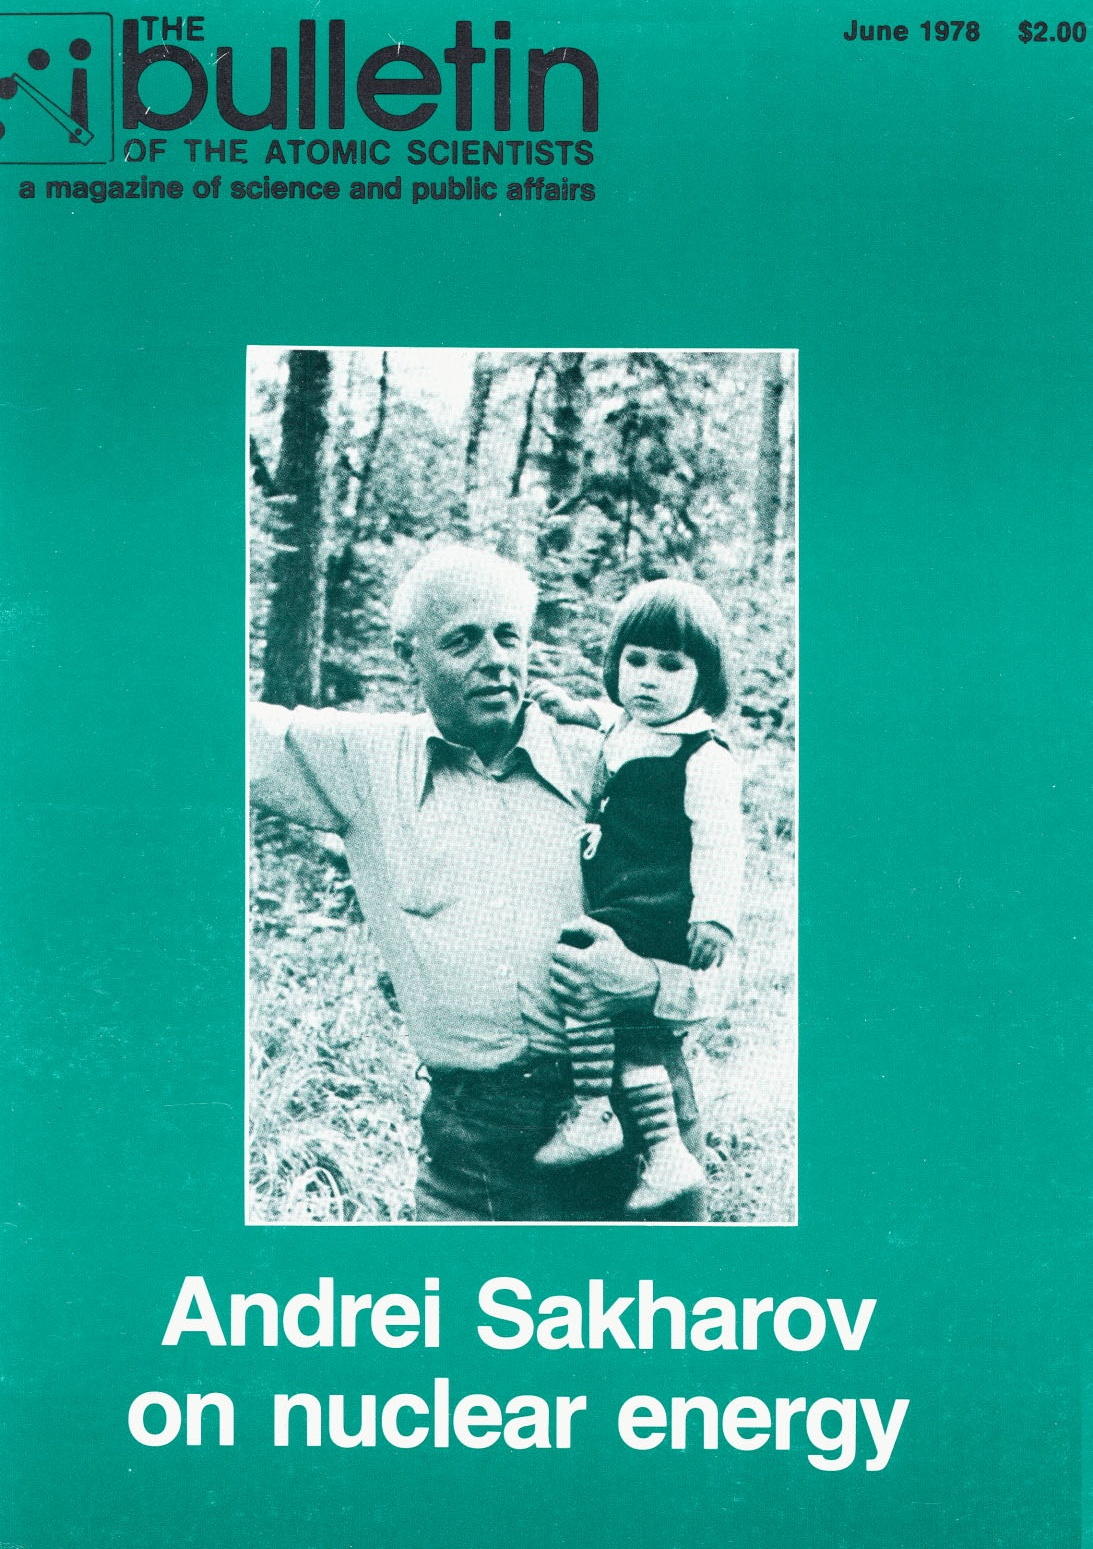 THE
bulletin
OF THE ATOMIC SCIENTISTS
a magazine of science and public affairs
June 1978 $2.00
Andrei Sakharov
on nuclear energy